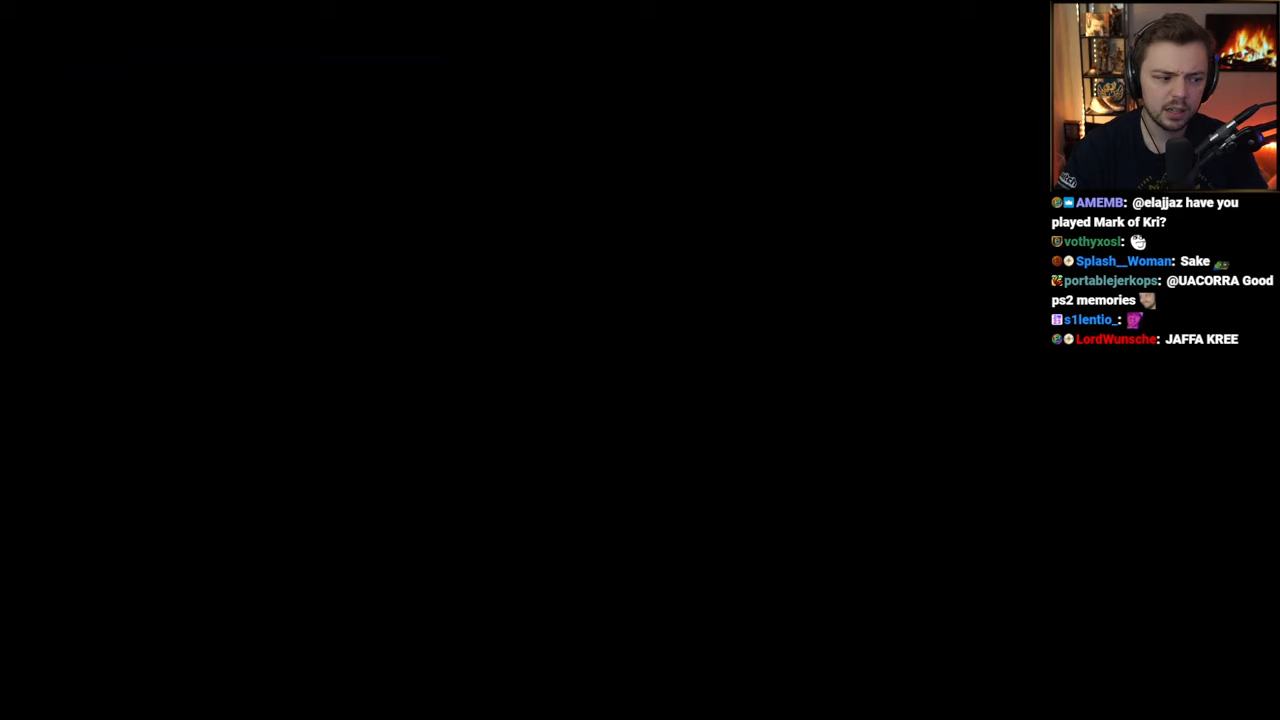 AMEMB: @elajjaz have you
played Mark of Kri?
vothyxosl:
Splash__Woman: Sake
portablejerkops: @UACORRA Good
ps2 memories
s1lentio_:
LordWunsche: JAFFA KREE